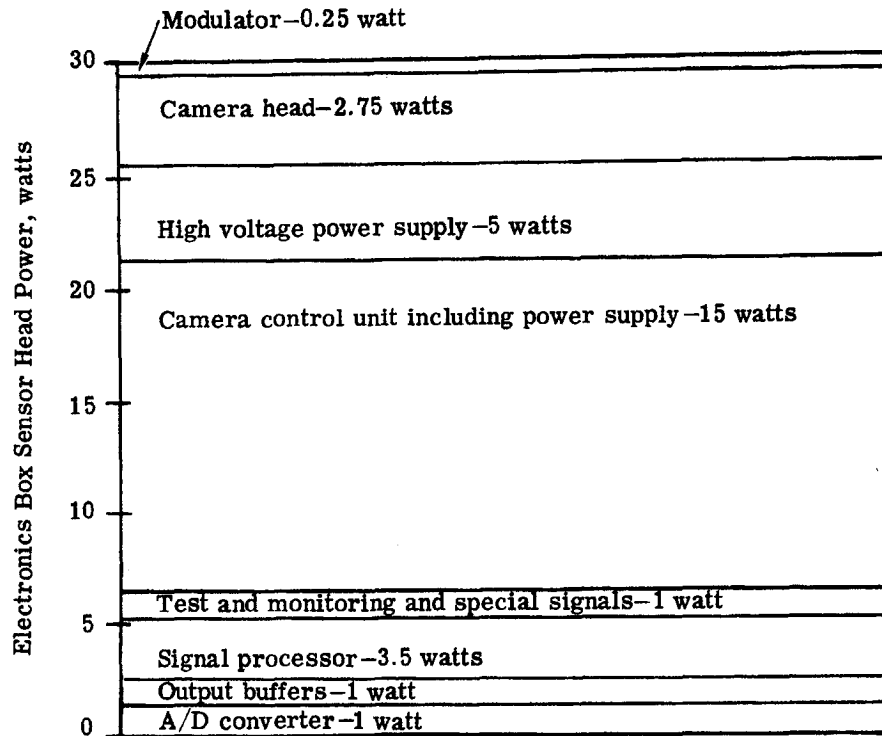 Modulator–0.25 watt
30
Camera head–2.75 watts
25
High voltage power supply–5 watts
20
Camera control unit including power supply–15 watts
15
10
Test and monitoring and special signals–1 watt
5
Signal processor–3.5 watts
Output buffers–1 watt
A/D converter–1 watt
0
Electronics Box Sensor Head Power, watts